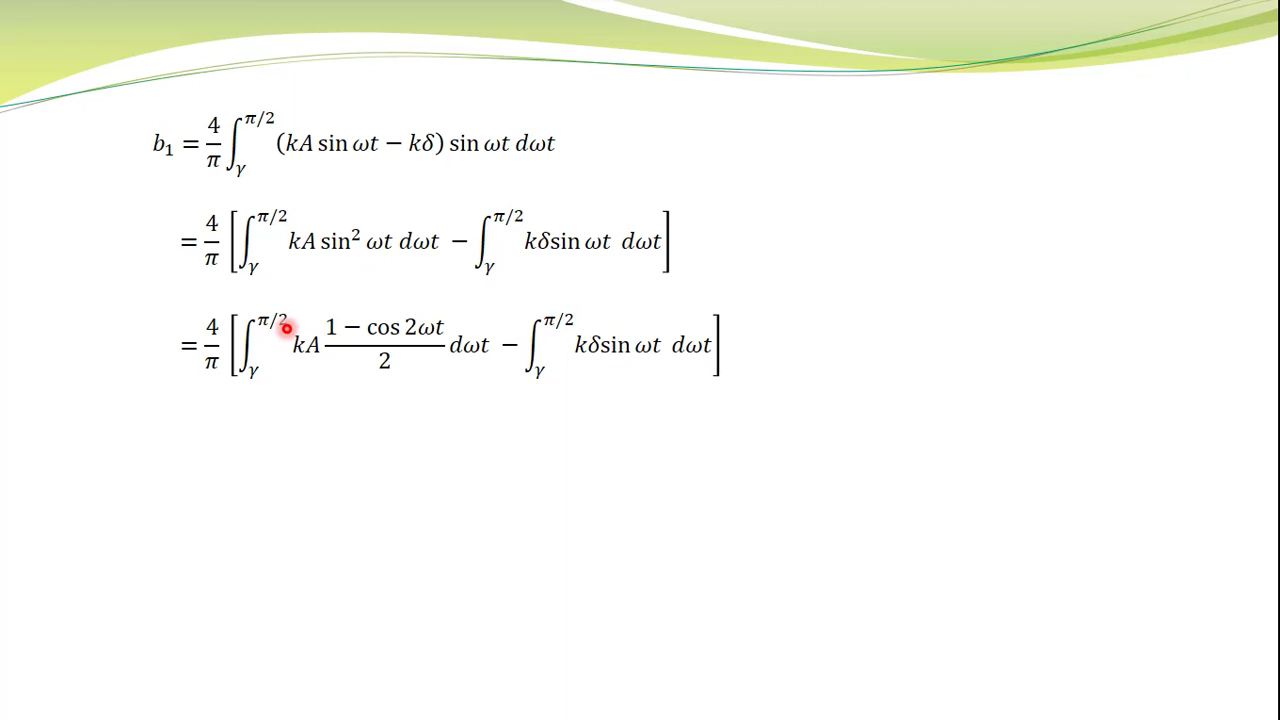 b₁ = 4/π ∫_γ^{π/2} (kA sin ωt − kδ) sin ωt dωt
= 4/π [∫_γ^{π/2} kA sin² ωt dωt − ∫_γ^{π/2} kδsin ωt dωt]
= 4/π [∫_γ^{π/2} kA (1 − cos 2ωt)/2 dωt − ∫_γ^{π/2} kδsin ωt dωt]